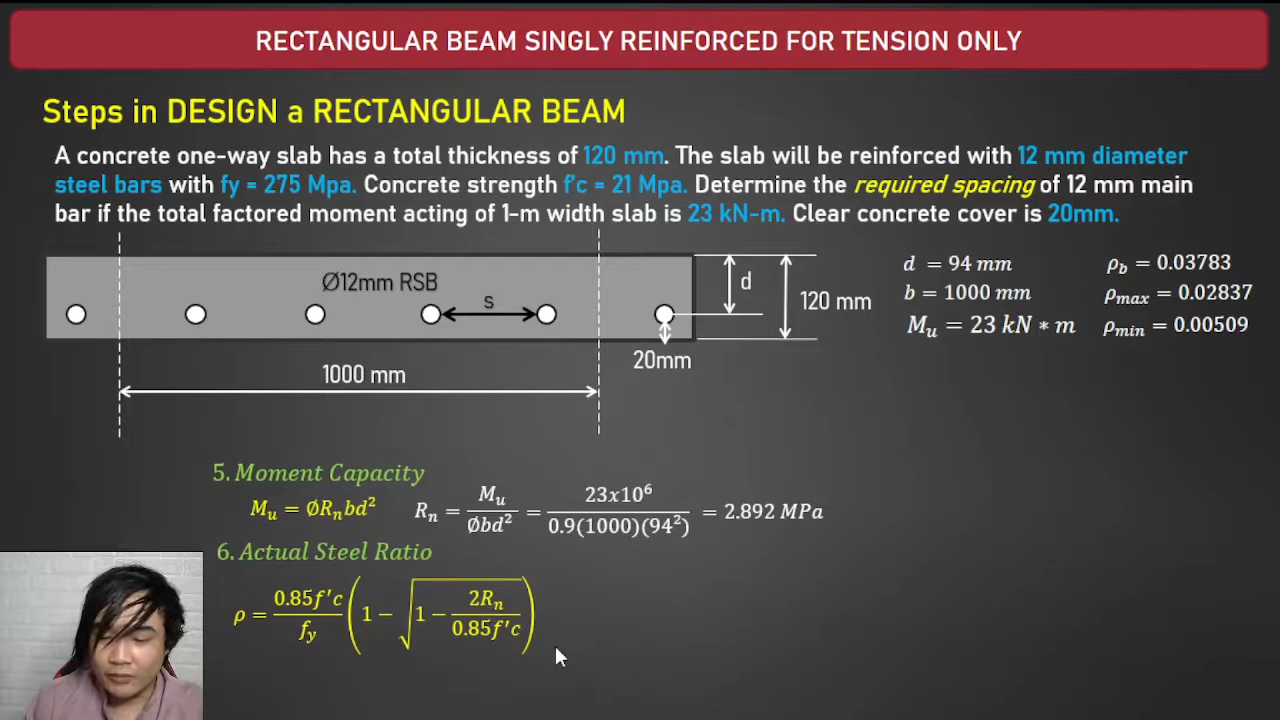 RECTANGULAR BEAM SINGLY REINFORCED FOR TENSION ONLY
Steps in DESIGN a RECTANGULAR BEAM
A concrete one-way slab has a total thickness of 120 mm. The slab will be reinforced with 12 mm diameter
steel bars with fy = 275 Mpa. Concrete strength f'c = 21 Mpa. Determine the required spacing of 12 mm main
bar if the total factored moment acting of 1-m width slab is 23 kN-m. Clear concrete cover is 20mm.
Ø12mm RSB
s
d
120 mm
20mm
1000 mm
d = 94 mm
b = 1000 mm
M_u = 23 kN ∗ m
ρ_b = 0.03783
ρ_max = 0.02837
ρ_min = 0.00509
5. Moment Capacity
M_u = ØR_nbd² R_n = M_u/Øbd² = 23x10⁶/0.9(1000)(94²) = 2.892 MPa
6. Actual Steel Ratio
ρ = 0.85f'c/f_y (1 − √(1 − 2R_n/0.85f'c))